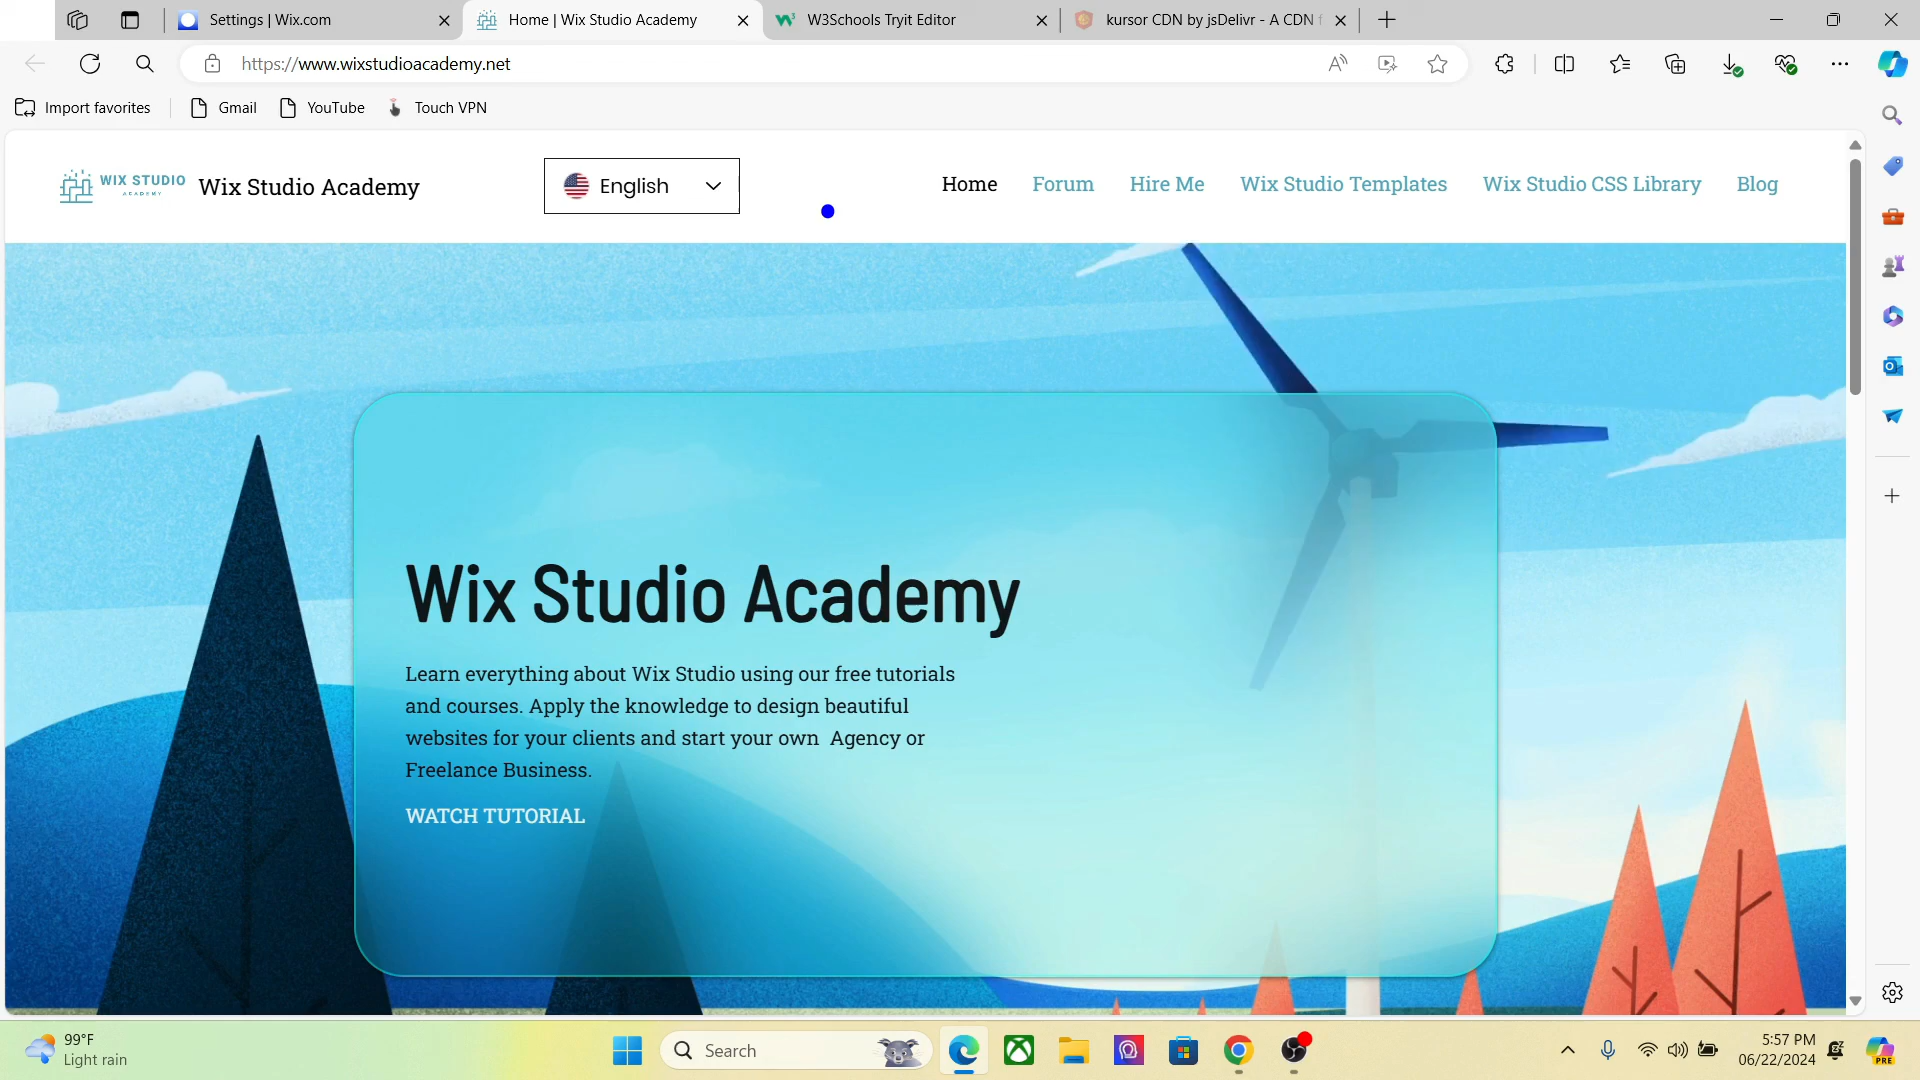 Settings | Wix.com
Home | Wix Studio Academy
W3Schools Tryit Editor
kursor CDN by jsDelivr - A CDN f
https://www.wixstudioacademy.net
Import favorites
Gmail
YouTube
Touch VPN
WIX STUDIO
ACADEMY
Wix Studio Academy
English
Home
Forum
Hire Me
Wix Studio Templates
Wix Studio CSS Library
Blog
Wix Studio Academy
Learn everything about Wix Studio using our free tutorials
and courses. Apply the knowledge to design beautiful
websites for your clients and start your own  Agency or
Freelance Business.
WATCH TUTORIAL
99°F
Light rain
Search
5:57 PM
06/22/2024
PRE